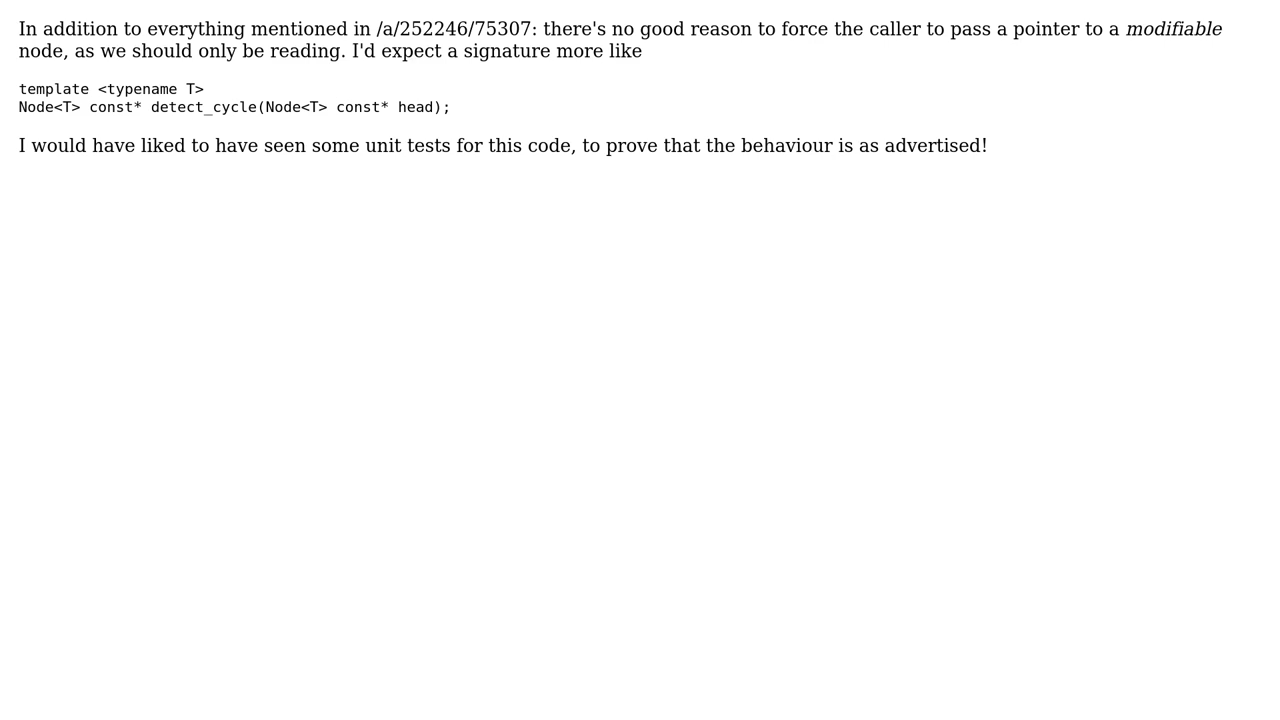 In addition to everything mentioned in /a/252246/75307: there's no good reason to force the caller to pass a pointer to a modifiable
node, as we should only be reading. I'd expect a signature more like
template <typename T>
Node<T> const* detect_cycle(Node<T> const* head);
I would have liked to have seen some unit tests for this code, to prove that the behaviour is as advertised!